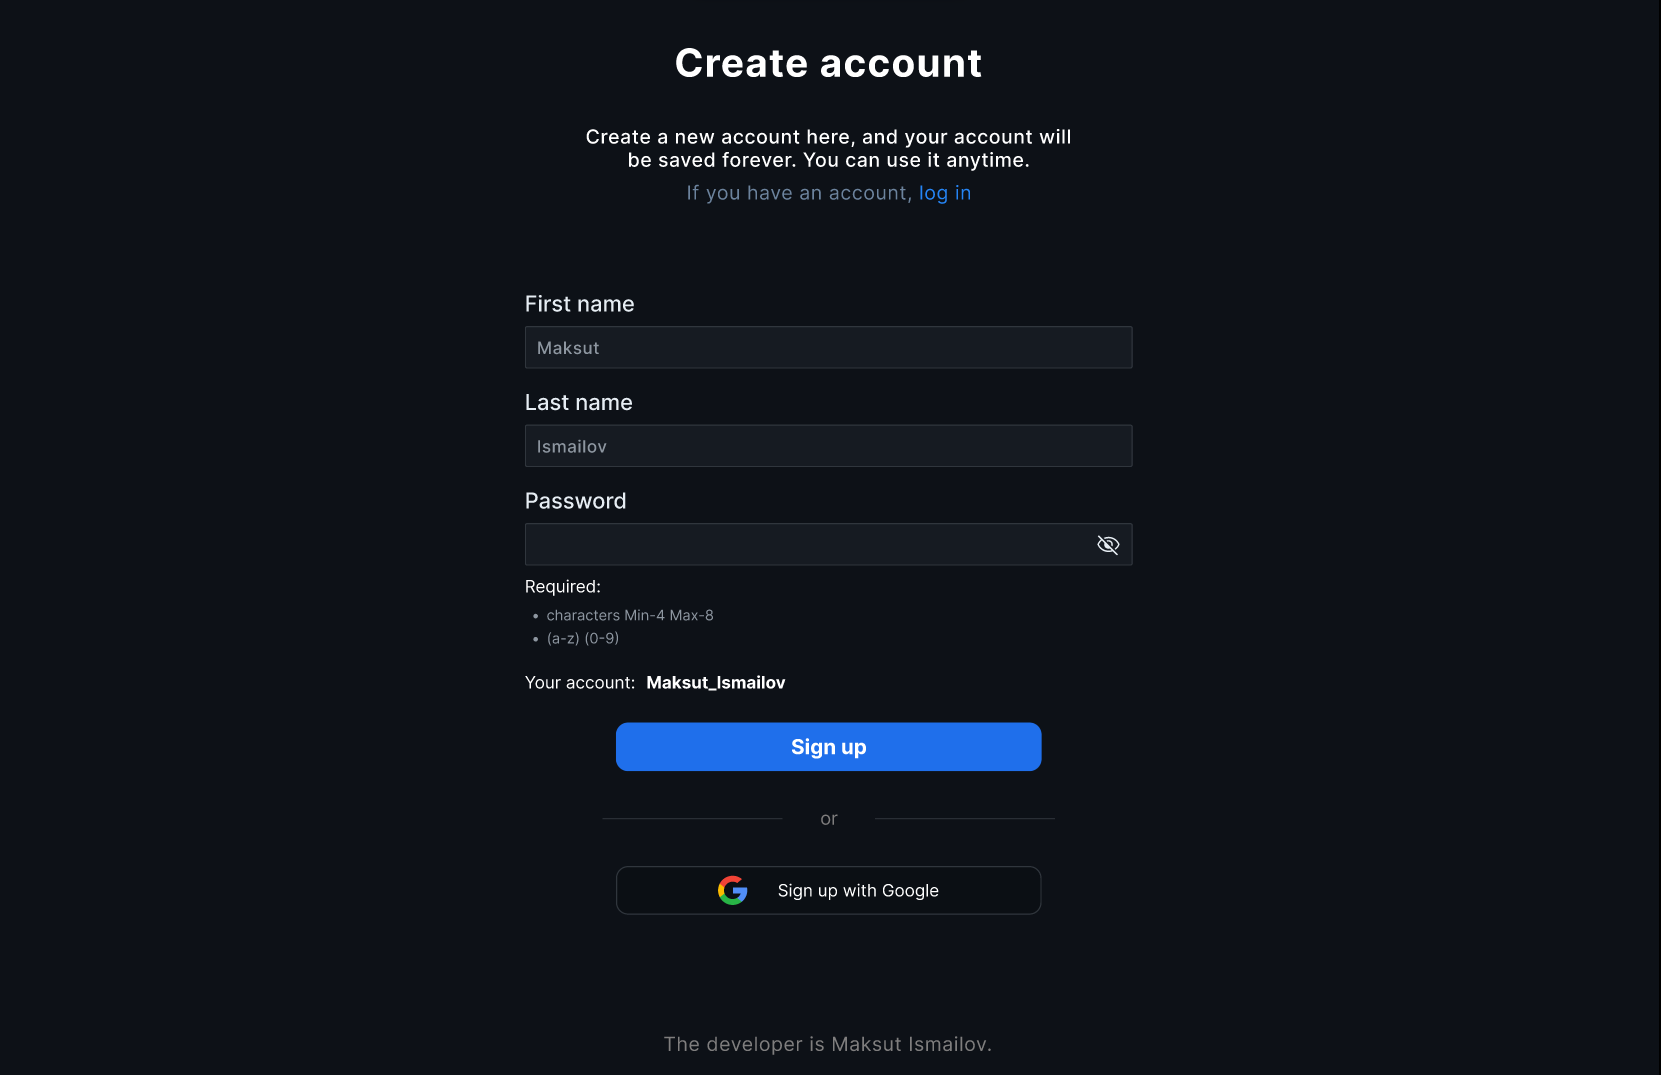 Create account
Create a new account here, and your account will
be saved forever. You can use it anytime.
If you have an account, log in
First name
Maksut
Last name
Ismailov
Password
Required:
• characters Min-4 Max-8
• (a-z) (0-9)
Your account: Maksut_Ismailov
Sign up
or
Sign up with Google
The developer is Maksut Ismailov.